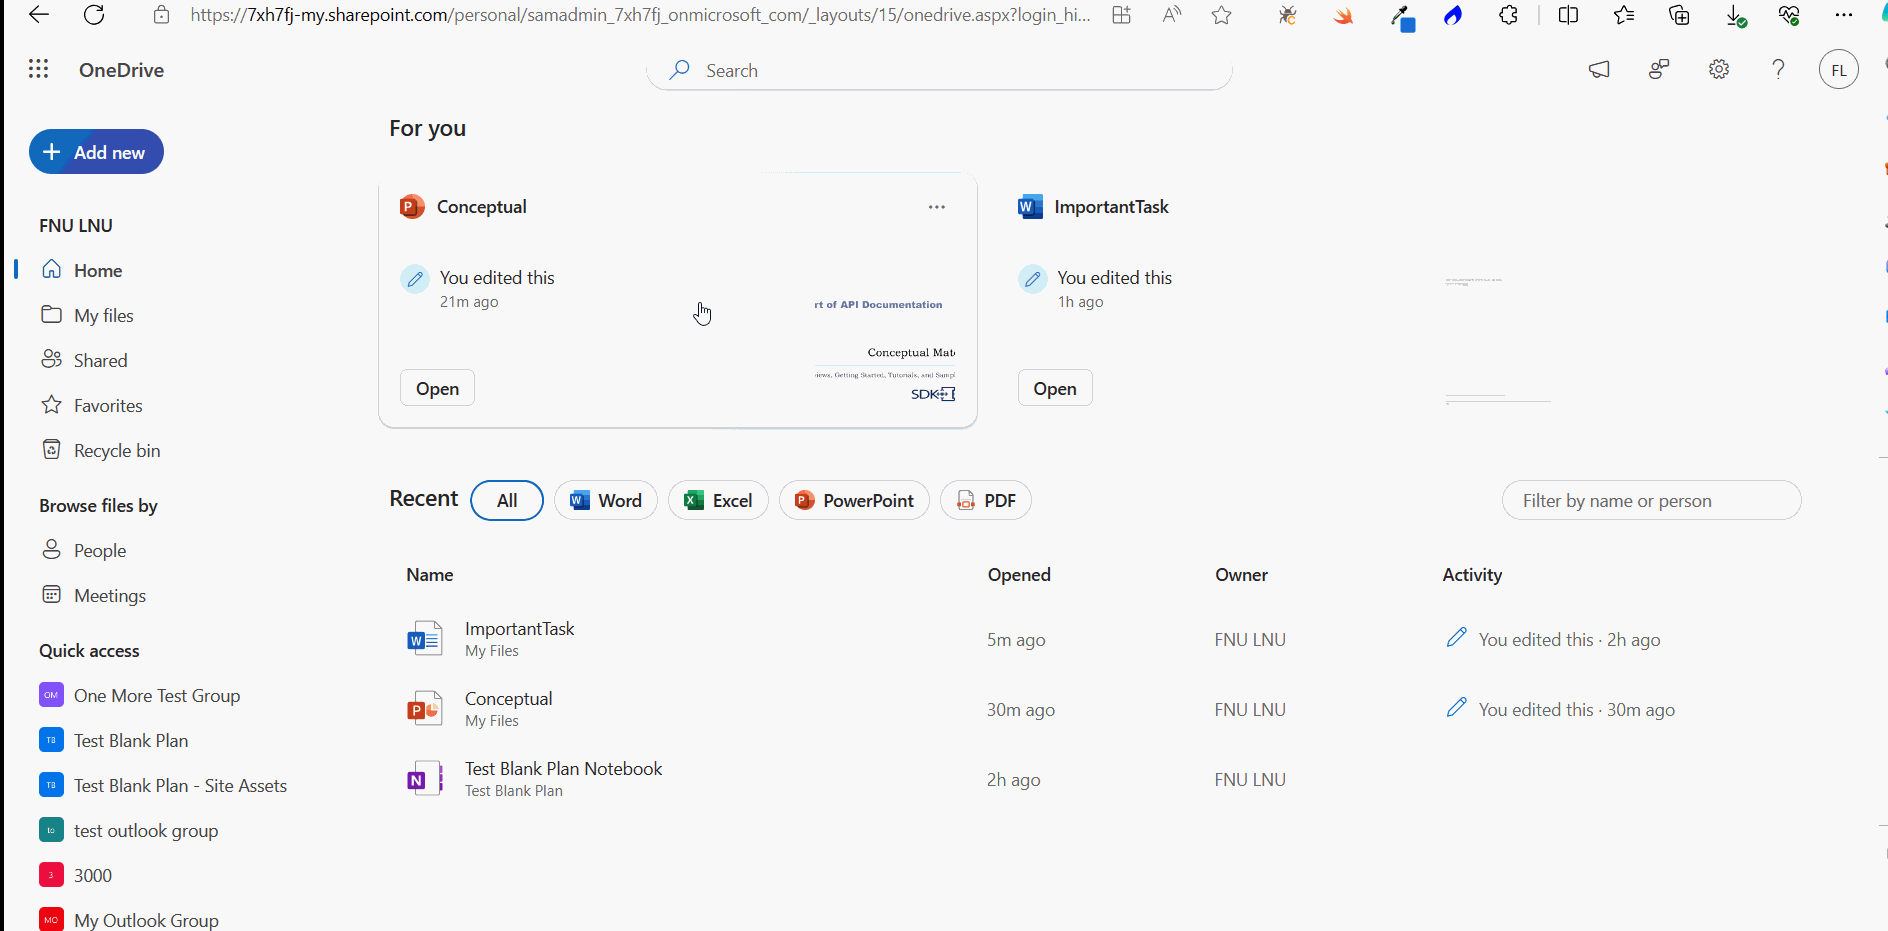 https://7xh7fj-my.sharepoint.com/personal/samadmin_7xh7fj_onmicrosoft_com/_layouts/15/onedrive.aspx?login_hi...
OneDrive
Search
FL
Add new
For you
Conceptual
You edited this
21m ago
rt of API Documentation
Conceptual Mate
iews, Getting Started, Tutorials, and Sampl
SDK
Open
ImportantTask
You edited this
1h ago
Open
FNU LNU
Home
My files
Shared
Favorites
Recycle bin
Browse files by
People
Meetings
Quick access
OM One More Test Group
TB Test Blank Plan
TB Test Blank Plan - Site Assets
to test outlook group
3 3000
MO My Outlook Group
Recent
All
Word
Excel
PowerPoint
PDF
Filter by name or person
Name Opened Owner Activity
ImportantTask
My Files
5m ago FNU LNU You edited this · 2h ago
Conceptual
My Files
30m ago FNU LNU You edited this · 30m ago
Test Blank Plan Notebook
Test Blank Plan
2h ago FNU LNU